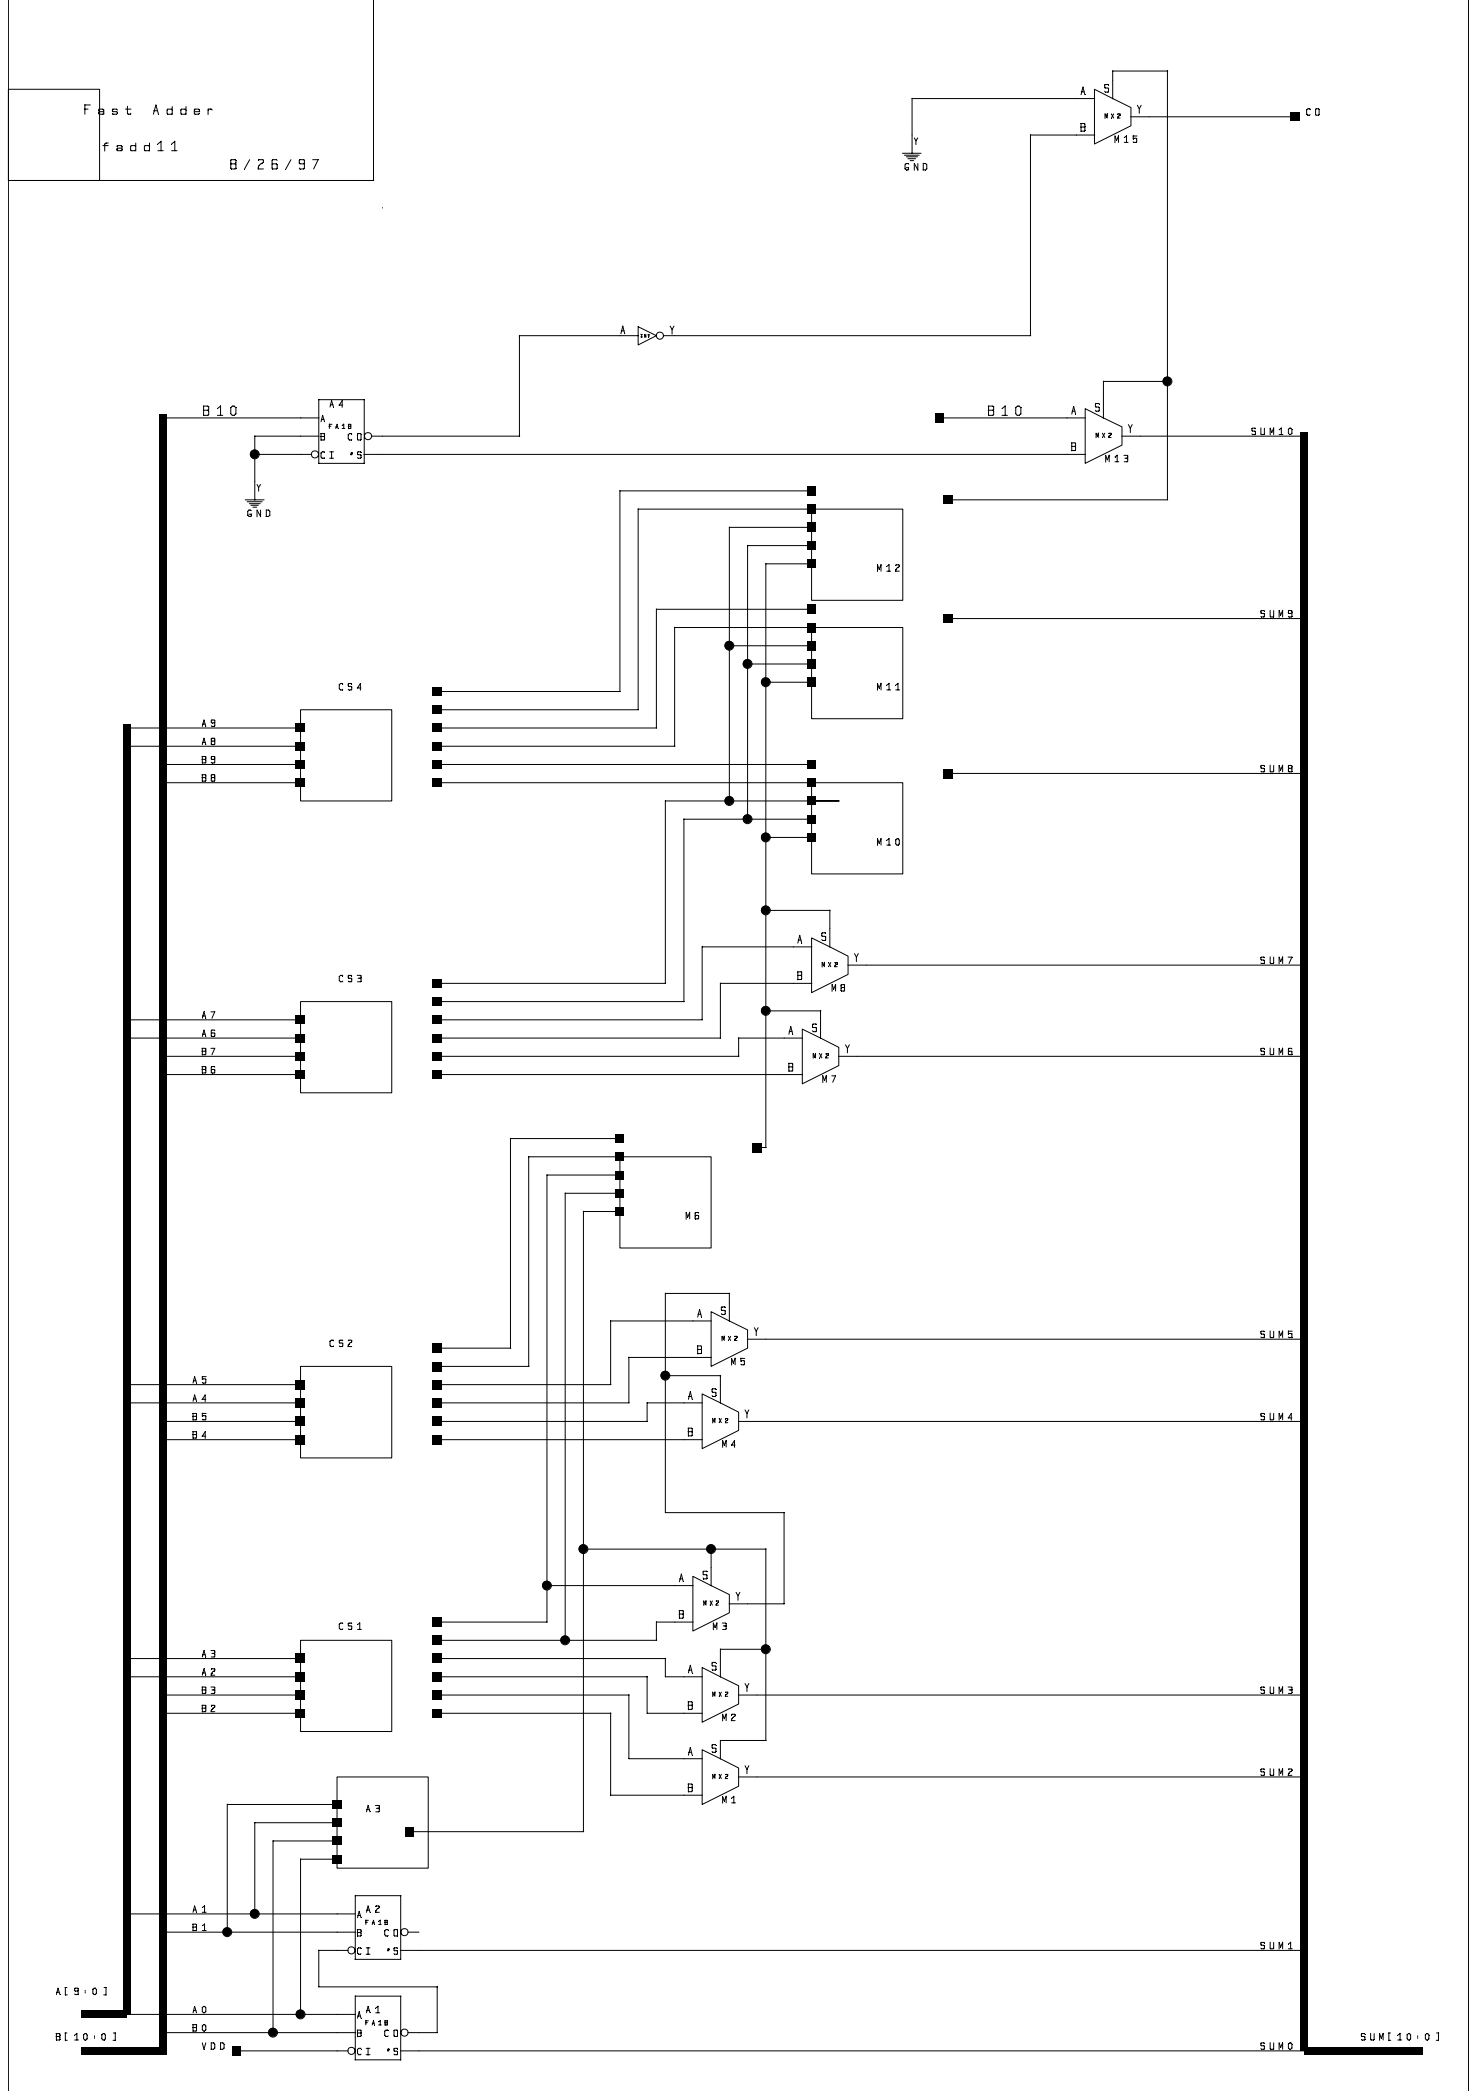 Fast Adder
fadd11
8/26/97
A S MX2 Y CO
B M15
Y GND
A INV Y
B10 A4 A FA1B B CO CI *S
B10 A S MX2 Y SUM10
B M13
Y GND
M12
SUM9
CS4
M11
A9
A8
B9
B8
SUM8
M10
A S MX2 Y SUM7
B M8
CS3
A7
A6
B7
B6
A S MX2 Y SUM6
B M7
M6
A S MX2 Y SUM5
B M5
CS2
A5
A4
B5
B4
A S MX2 Y SUM4
B M4
A S MX2 Y
B M3
CS1
A3
A2
B3
B2
A S MX2 Y SUM3
B M2
A S MX2 Y SUM2
B M1
A3
A1 A A2
B1 B FA1B CO
CI *S SUM1
A[9:0]
A0 A A1
B0 B FA1B CO
B[10:0]
VDD CI *S SUM0
SUM[10:0]